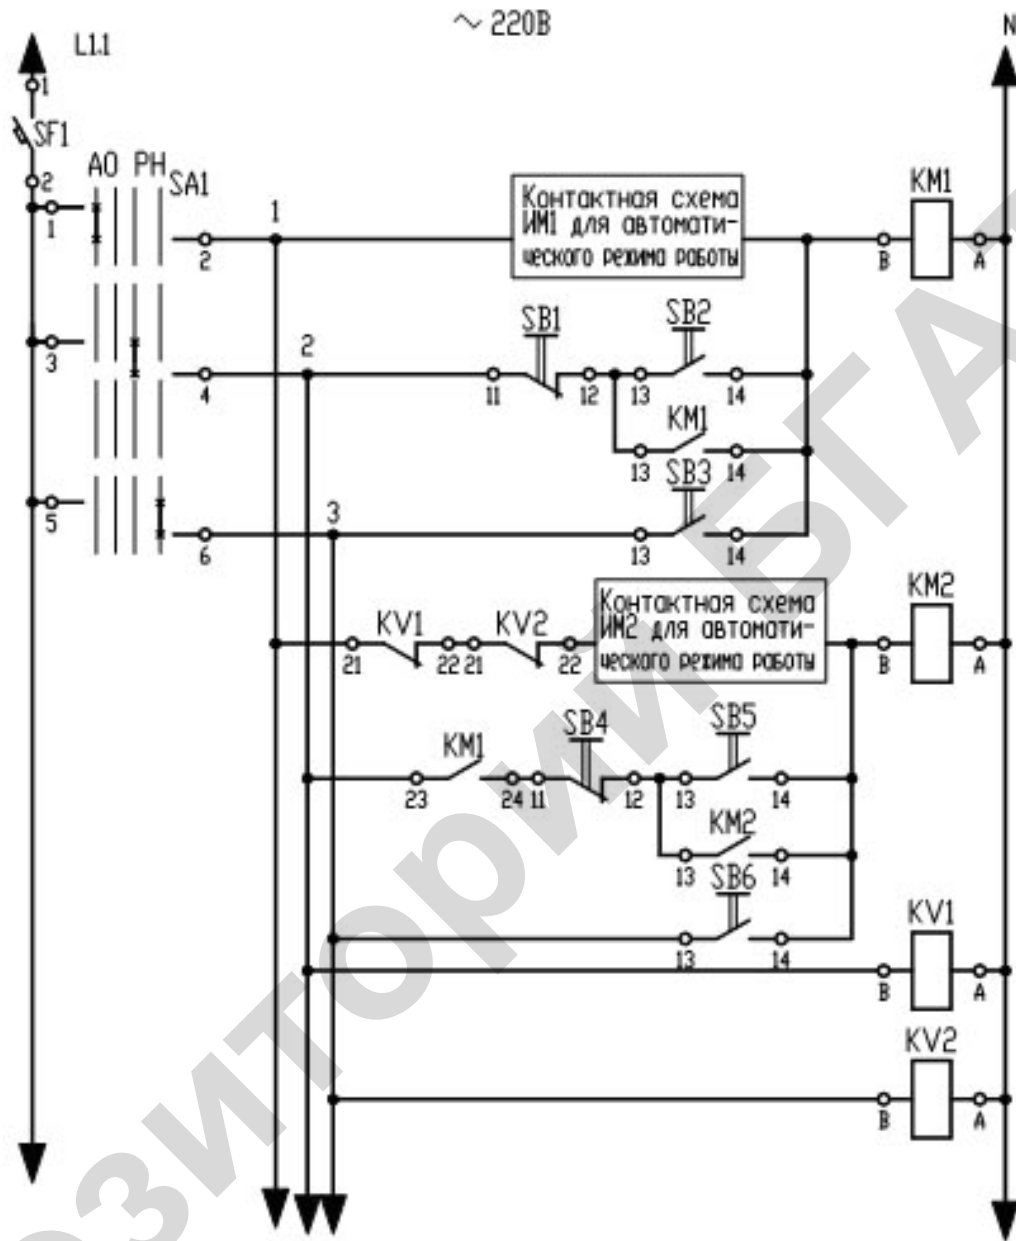 ~ 220В
N
L1.1
1
SF1
2
АО РН
SA1
1
1
2
Контактная схема
ИМ1 для автомати-
ческого режима работы
KM1
В
А
3
4
2
SB1
11
12
SB2
13
14
KM1
13
14
5
6
3
SB3
13
14
KV1
21
22
KV2
21
22
Контактная схема
ИМ2 для автомати-
ческого режима работы
KM2
В
А
KM1
23
24
SB4
11
12
SB5
13
14
KM2
13
14
SB6
13
14
KV1
В
А
KV2
В
А
ОЗИТОРИЙ БГА